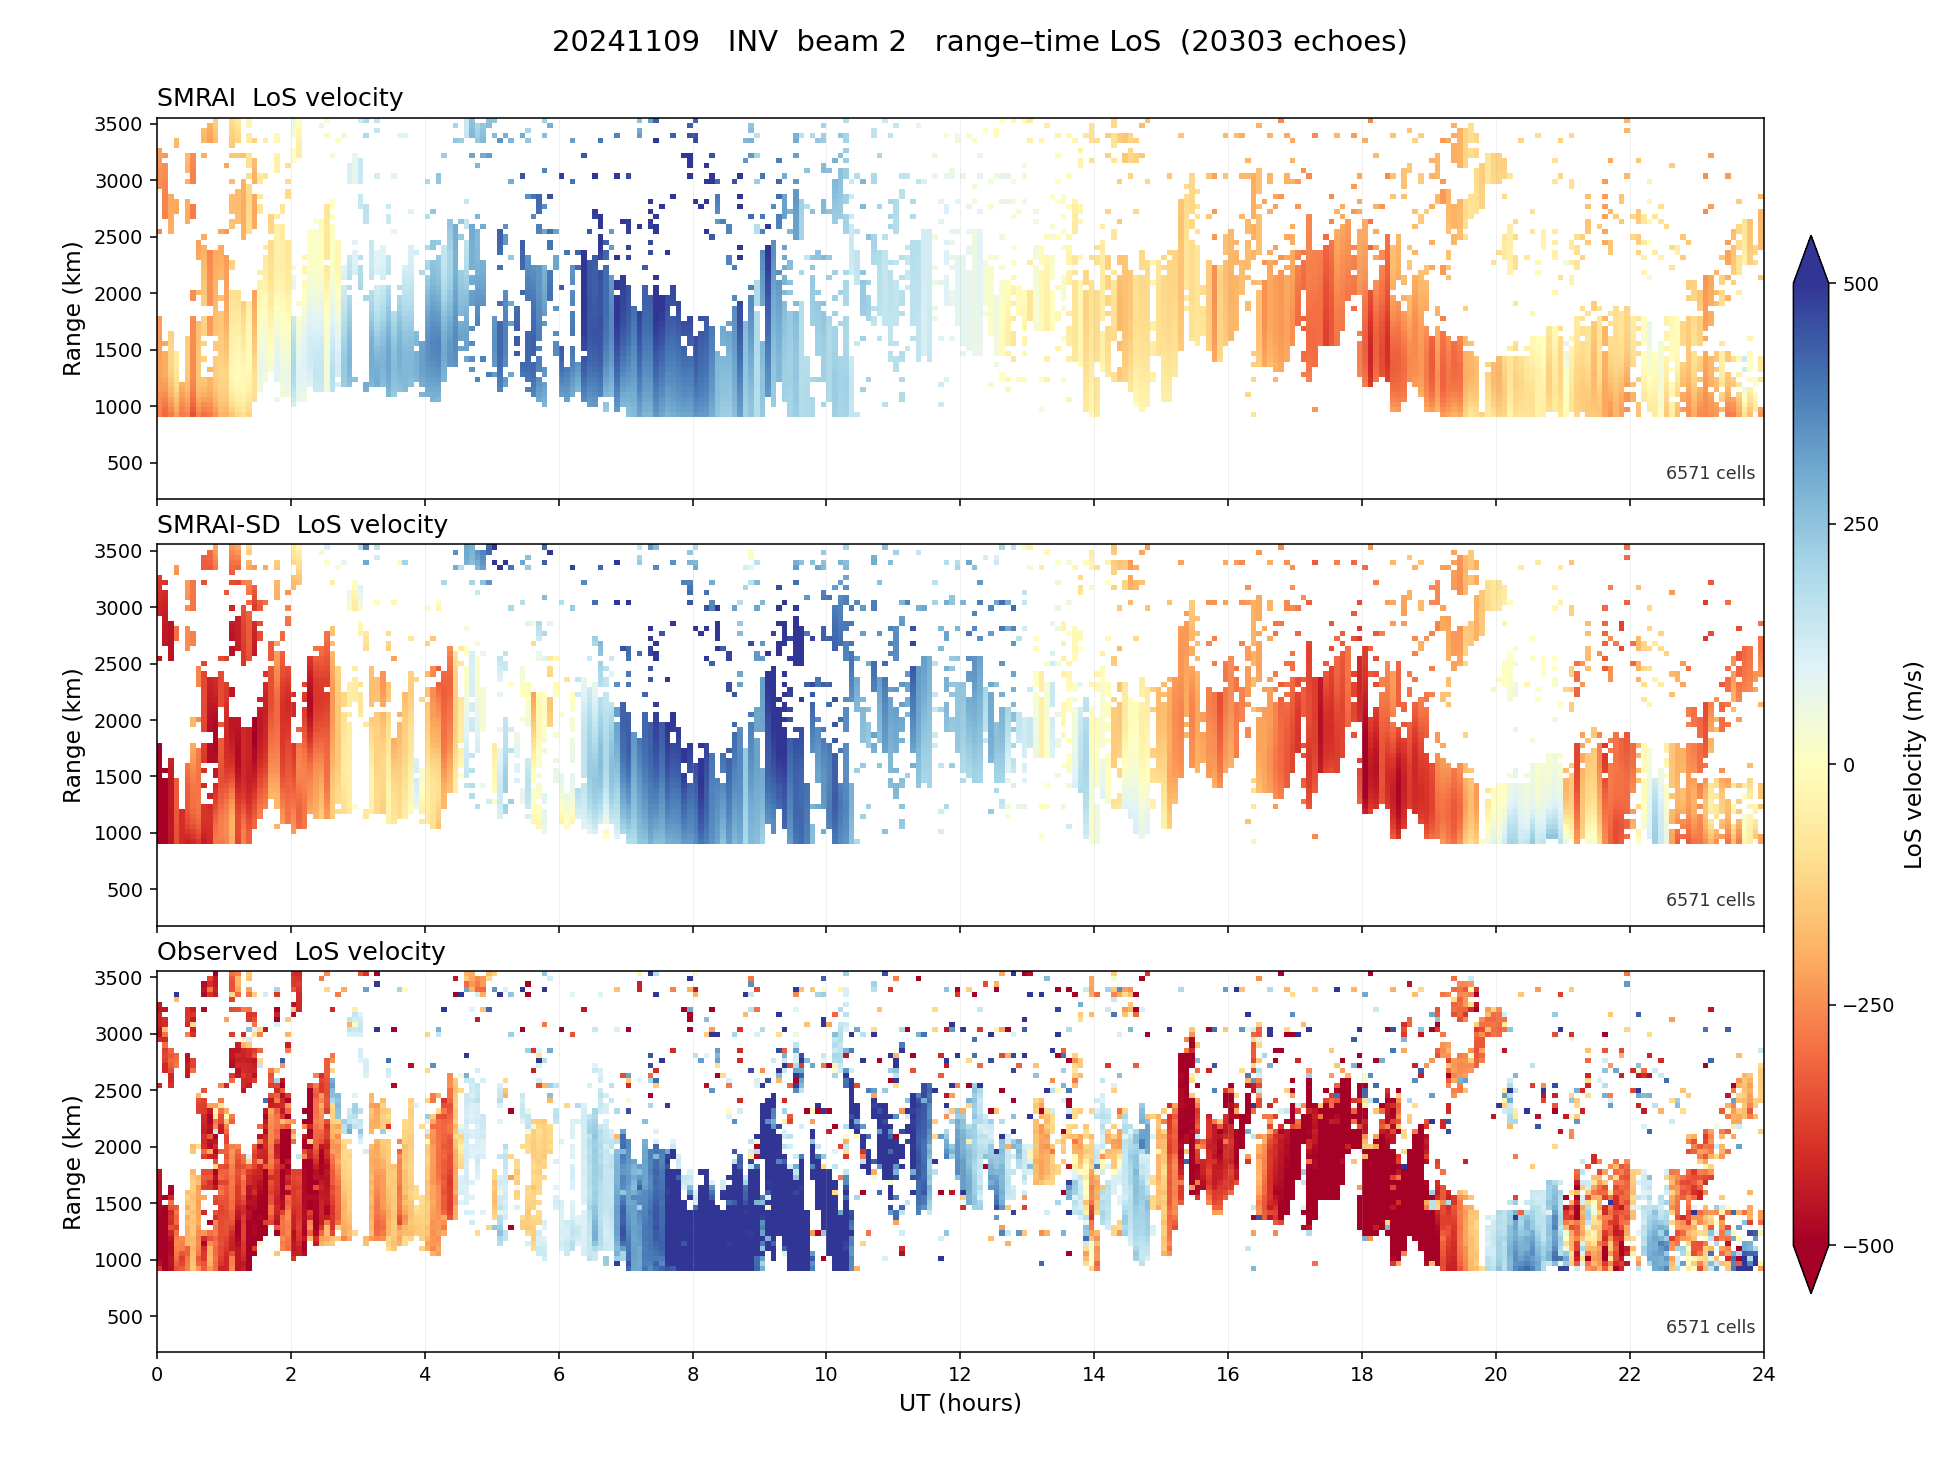 20241109   INV  beam 2   range–time LoS  (20303 echoes)
SMRAI  LoS velocity
3500
3000
2500
2000
1500
1000
500
Range (km)
6571 cells
SMRAI-SD  LoS velocity
3500
3000
2500
2000
1500
1000
500
Range (km)
6571 cells
Observed  LoS velocity
3500
3000
2500
2000
1500
1000
500
Range (km)
6571 cells
0 2 4 6 8 10 12 14 16 18 20 22 24
UT (hours)
500
250
0
−250
−500
LoS velocity (m/s)